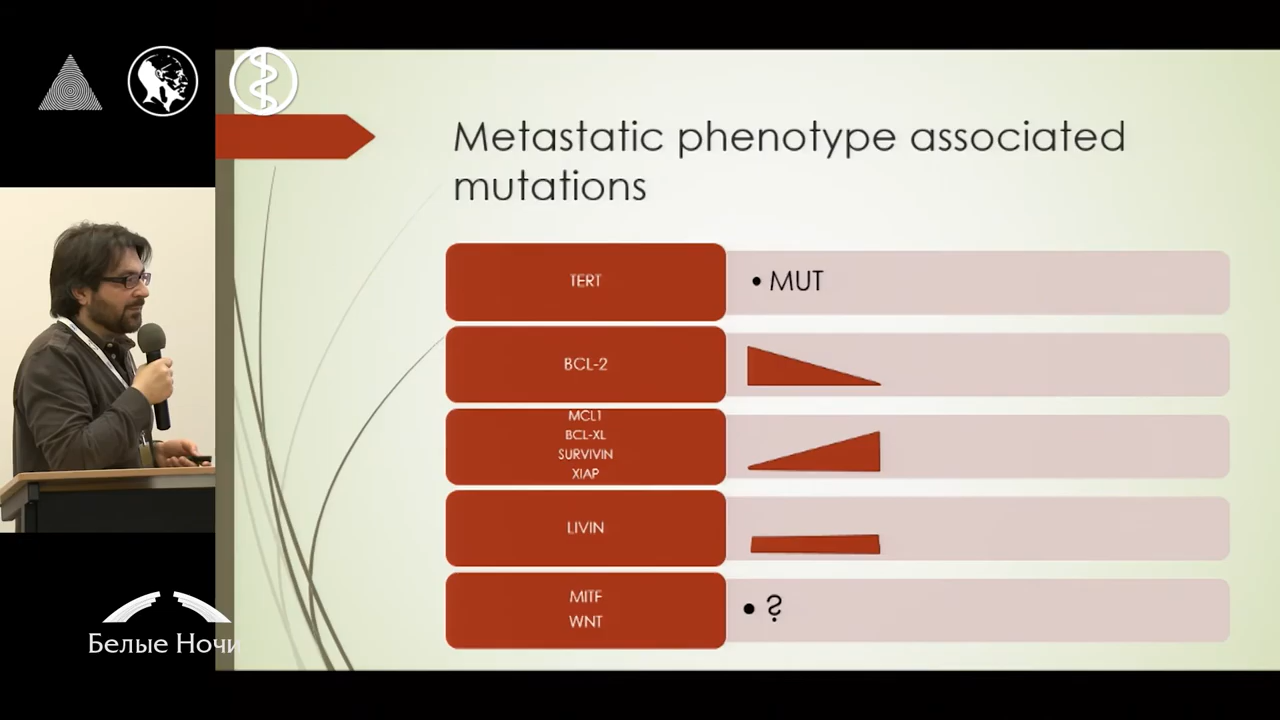 Metastatic phenotype associated
mutations
TERT
• MUT
BCL-2
MCL1
BCL-XL
SURVIVIN
XIAP
LIVIN
MITF
WNT
• ?
Белые Ночи